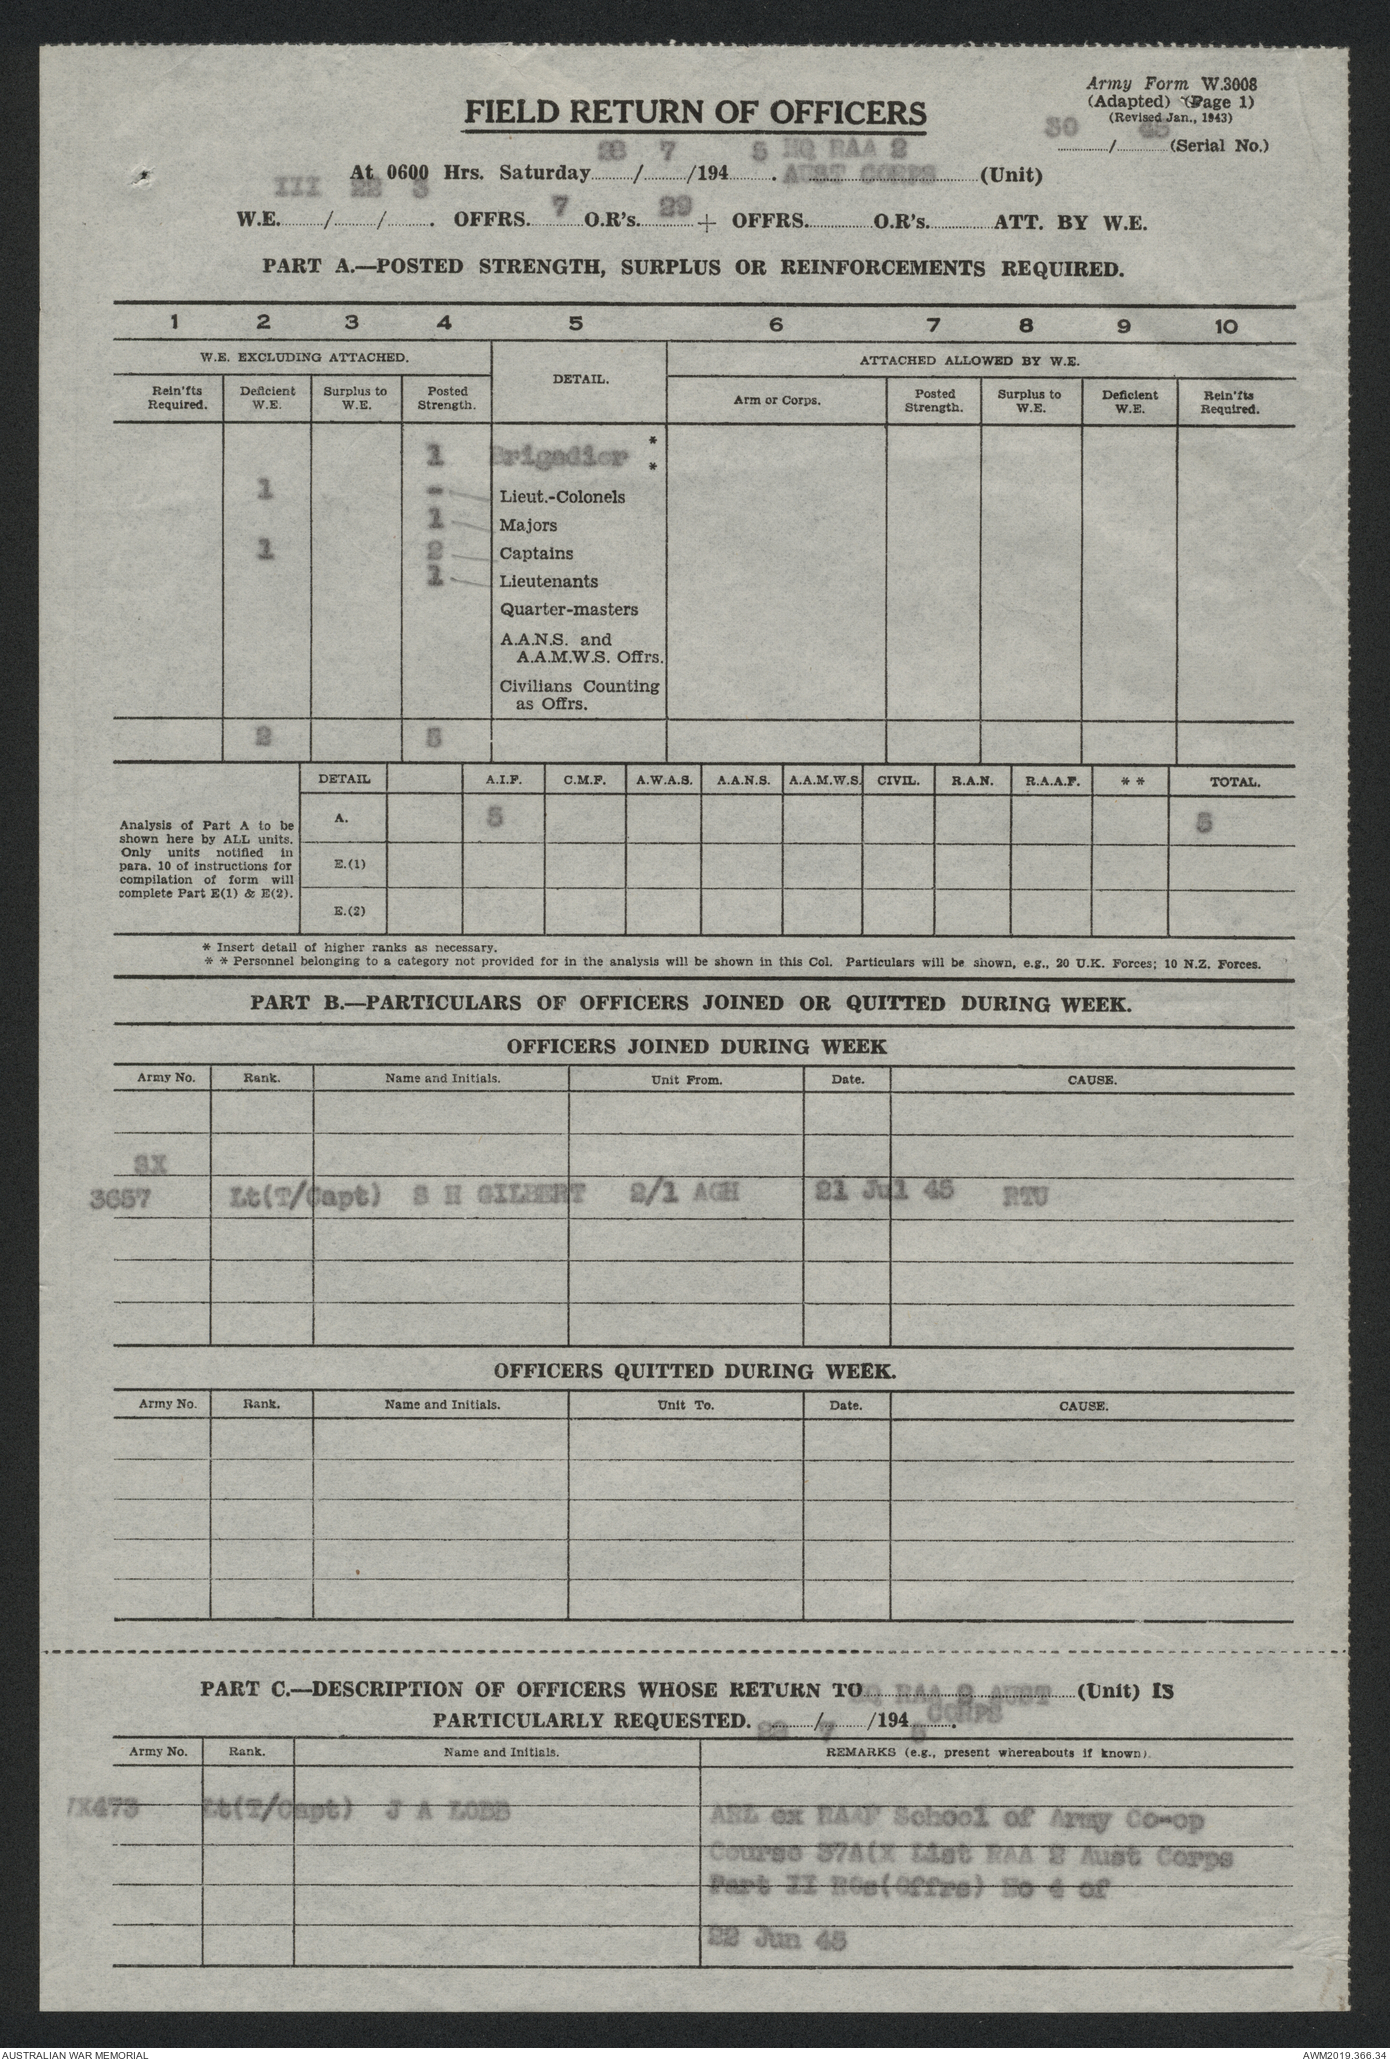 Army Form W.3008
(Adapted) (Page 1)
(Revised Jan., 1943)
30 / 45 (Serial No.)
FIELD RETURN OF OFFICERS
At 0600 Hrs. Saturday 28 / 7 /194 5 . HQ RAA 2 AUST CORPS (Unit)
W.E. III / 22 / 3 . OFFRS. 7 O.R's. 29 + OFFRS. O.R's. ATT. BY W.E.
PART A.—POSTED STRENGTH, SURPLUS OR REINFORCEMENTS REQUIRED.
1 2 3 4 5 6 7 8 9 10
W.E. EXCLUDING ATTACHED. DETAIL. ATTACHED ALLOWED BY W.E.
Rein'fts Required. Deficient W.E. Surplus to W.E. Posted Strength. Arm or Corps. Posted Strength. Surplus to W.E. Deficient W.E. Rein'fts Required.
1 Brigadier *
*
1 - Lieut.-Colonels
1 Majors
1 2 Captains
1 Lieutenants
Quarter-masters
A.A.N.S. and
A.A.M.W.S. Offrs.
Civilians Counting
as Offrs.
2 5
DETAIL A.I.F. C.M.F. A.W.A.S. A.A.N.S. A.A.M.W.S. CIVIL. R.A.N. R.A.A.F. * * TOTAL.
Analysis of Part A to be
shown here by ALL units.
Only units notified in
para. 10 of instructions for
compilation of form will
complete Part E(1) & E(2).
A. 5 5
E.(1)
E.(2)
* Insert detail of higher ranks as necessary.
* * Personnel belonging to a category not provided for in the analysis will be shown in this Col. Particulars will be shown, e.g., 20 U.K. Forces; 10 N.Z. Forces.
PART B.—PARTICULARS OF OFFICERS JOINED OR QUITTED DURING WEEK.
OFFICERS JOINED DURING WEEK
Army No. Rank. Name and Initials. Unit From. Date. CAUSE.
SX
3657 Lt(T/Capt) S H GILBERT 2/1 AGH 21 Jul 45 RTU
OFFICERS QUITTED DURING WEEK.
Army No. Rank. Name and Initials. Unit To. Date. CAUSE.
PART C.—DESCRIPTION OF OFFICERS WHOSE RETURN TO HQ RAA 2 AUST CORPS (Unit) IS
PARTICULARLY REQUESTED. 28 / 7 /194 5 .
Army No. Rank. Name and Initials. REMARKS (e.g., present whereabouts if known).
X473 Lt(T/Capt) J A LOBB ARL ex RAAF School of Army Co-op
Course 37A(X List RAA 2 Aust Corps
Part II ROs(Offrs) No 4 of
22 Jun 45
AUSTRALIAN WAR MEMORIAL
AWM2019.366.34